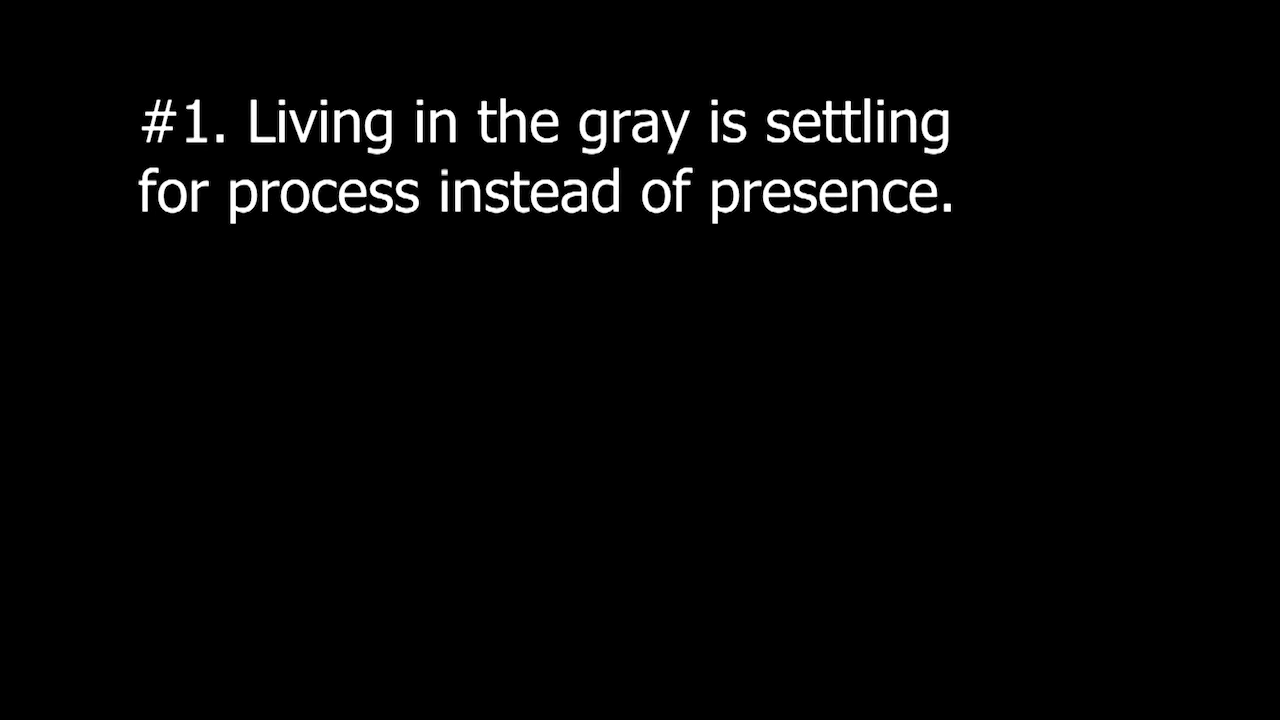 #1. Living in the gray is settling
for process instead of presence.